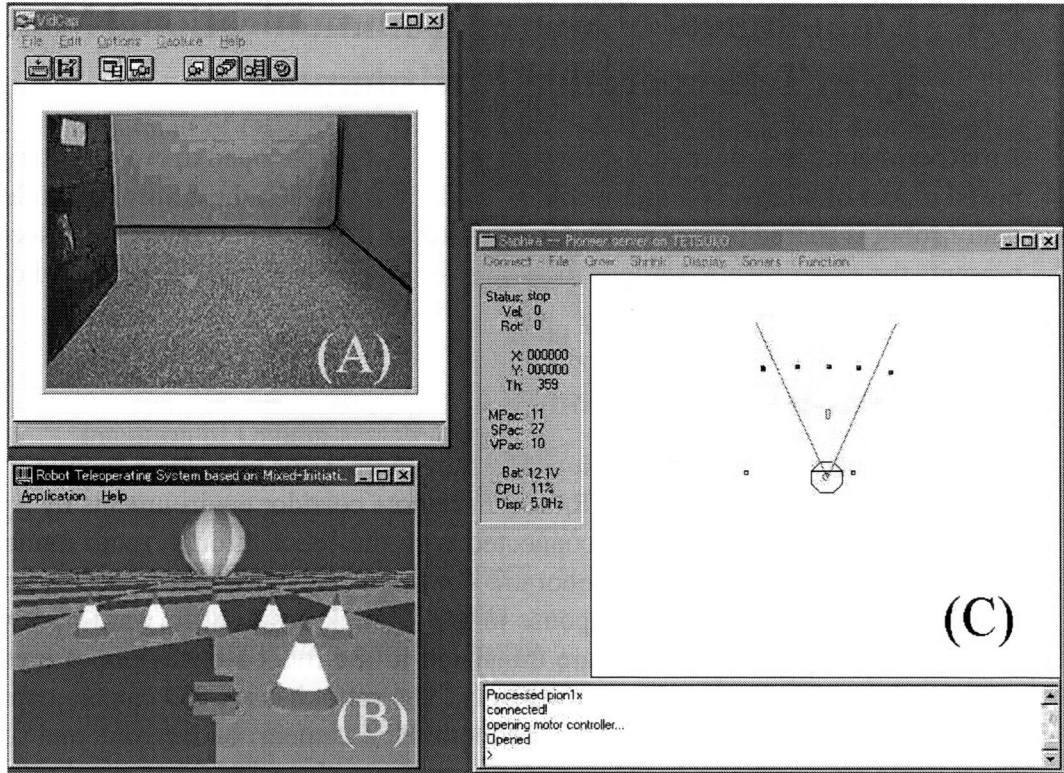 VidCap
File Edit Options Capture Help
(A)
Robot Teleoperating System based on Mixed-Initiati...
Application Help
(B)
Saphira -- Pioneer server on TETSUKO
Connect File Grow Shrink Display Sonars Function
Status: stop
Vel: 0
Rot: 0
X: 000000
Y: 000000
Th: 359
MPac: 11
SPac: 27
VPac: 10
Bat: 12.1V
CPU: 11%
Disp: 5.0Hz
(C)
Processed pion1x
connected!
opening motor controller...
Opened
>